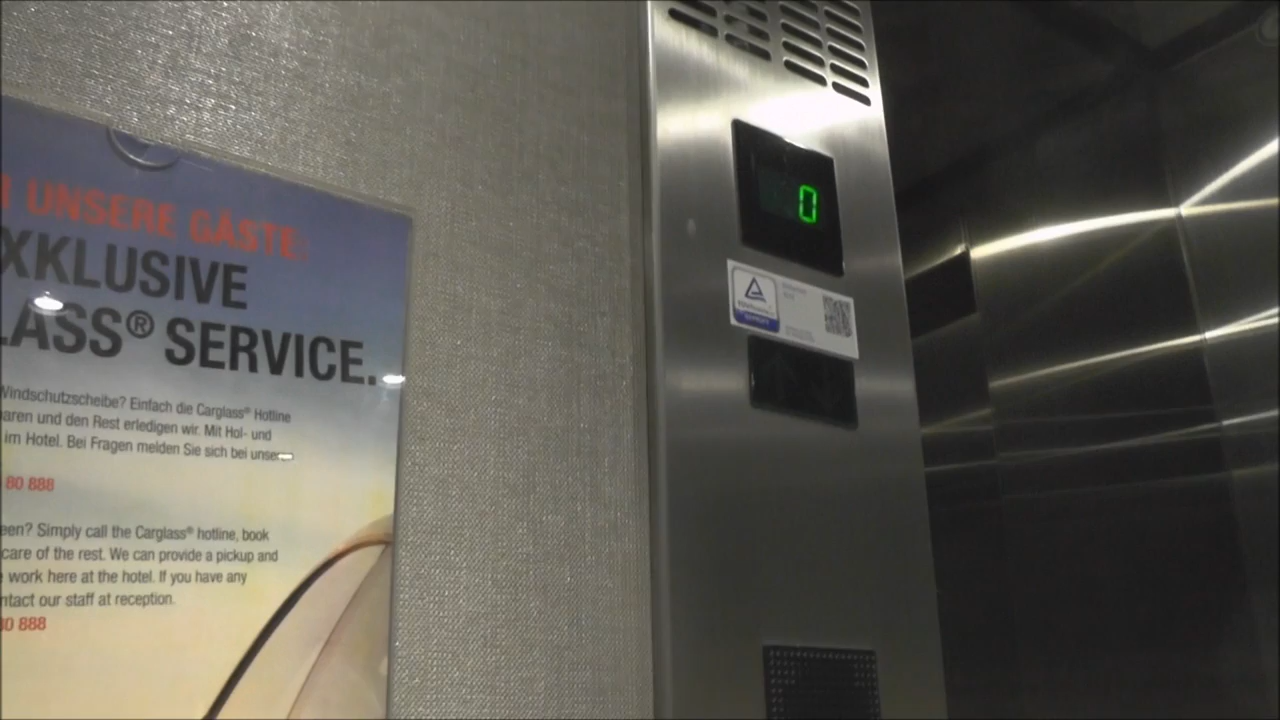 UNSERE GÄSTE:
XKLUSIVE
LASS® SERVICE.
Windschutzscheibe? Einfach die Carglass® Hotline
aren und den Rest erledigen wir. Mit Hol- und
im Hotel. Bei Fragen melden Sie sich bei
80 888
een? Simply call the Carglass® hotline, book
care of the rest. We can provide a pickup and
work here at the hotel. If you have any
ntact our staff at reception.
80 888
0